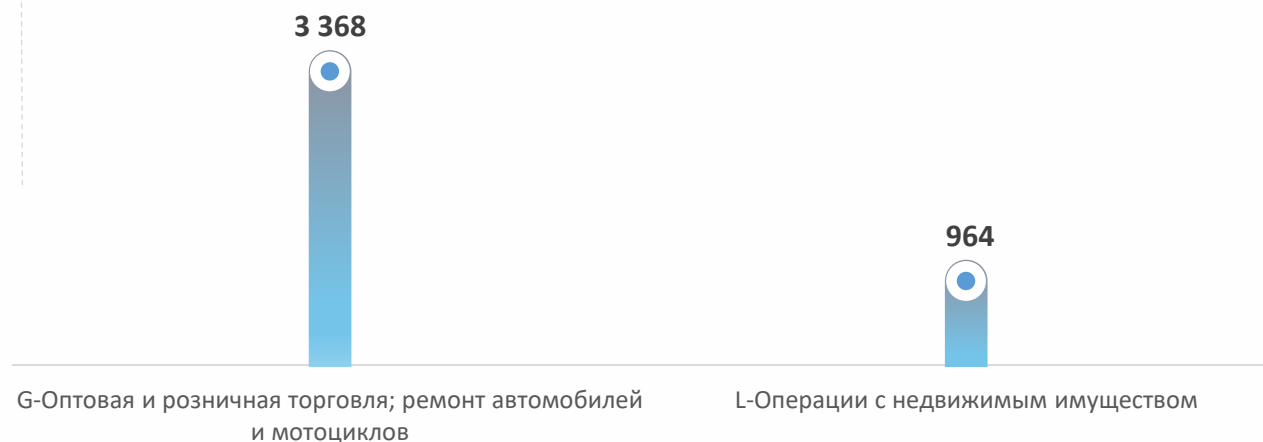 3 368
964
G-Оптовая и розничная торговля; ремонт автомобилей
и мотоциклов
L-Операции с недвижимым имуществом